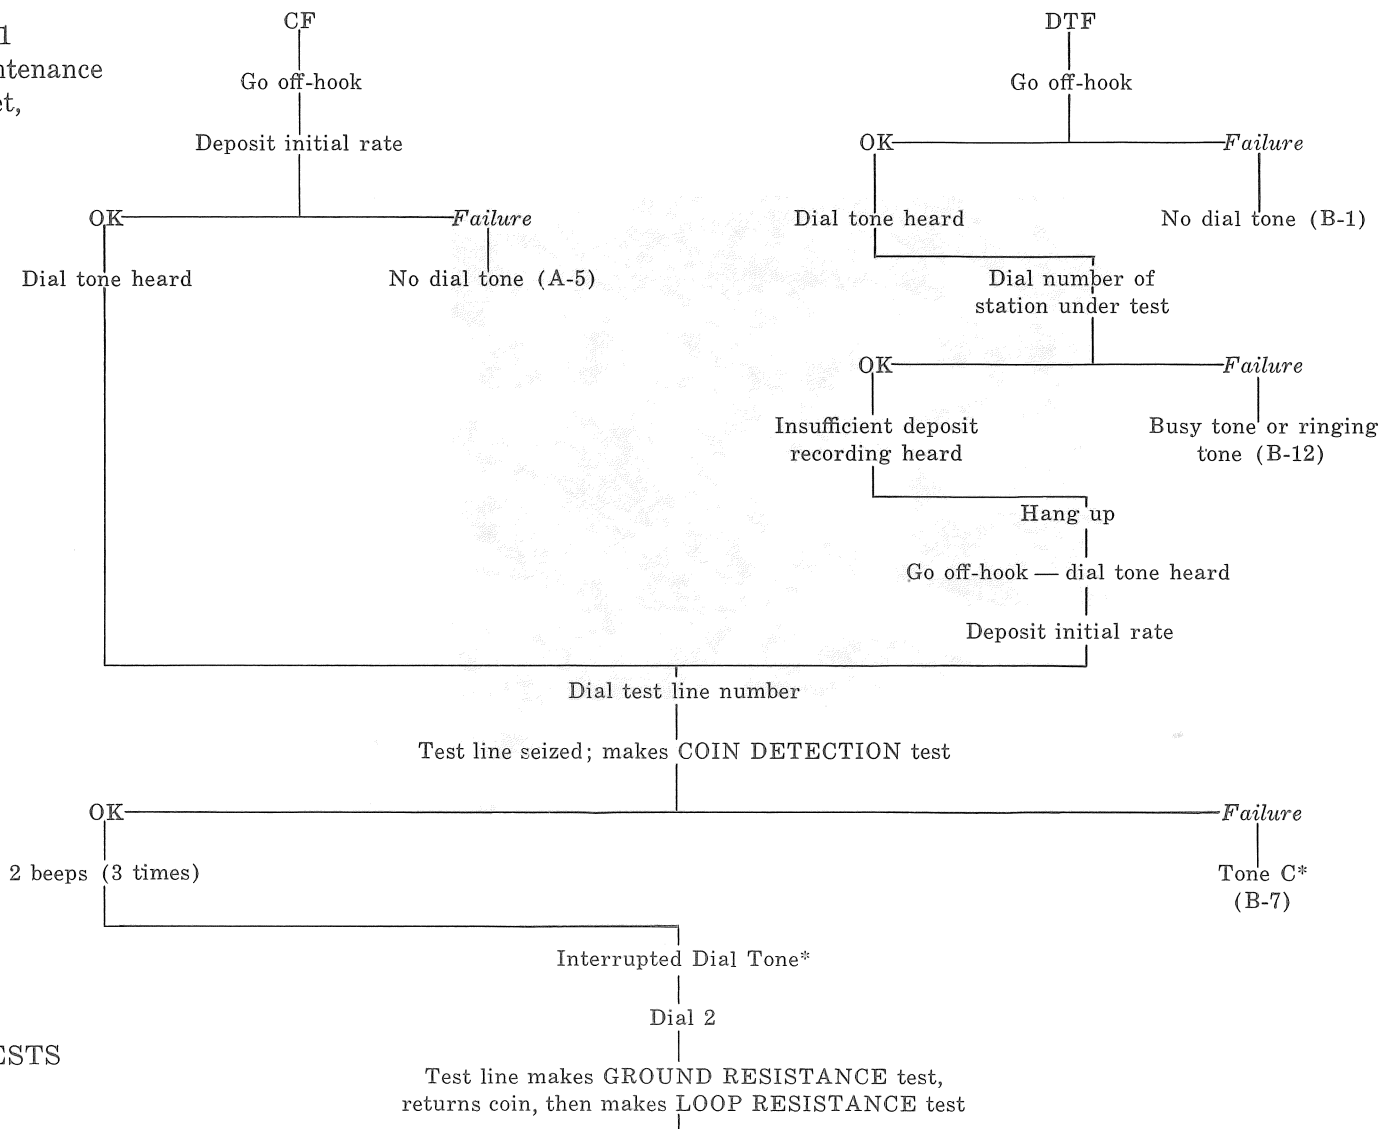 1
ntenance
et,
CF
Go off-hook
Deposit initial rate
OK
Failure
Dial tone heard
No dial tone (A-5)
DTF
Go off-hook
OK
Failure
Dial tone heard
No dial tone (B-1)
Dial number of
station under test
OK
Failure
Insufficient deposit
recording heard
Busy tone or ringing
tone (B-12)
Hang up
Go off-hook — dial tone heard
Deposit initial rate
Dial test line number
Test line seized; makes COIN DETECTION test
OK
Failure
2 beeps (3 times)
Tone C*
(B-7)
Interrupted Dial Tone*
Dial 2
ESTS
Test line makes GROUND RESISTANCE test,
returns coin, then makes LOOP RESISTANCE test